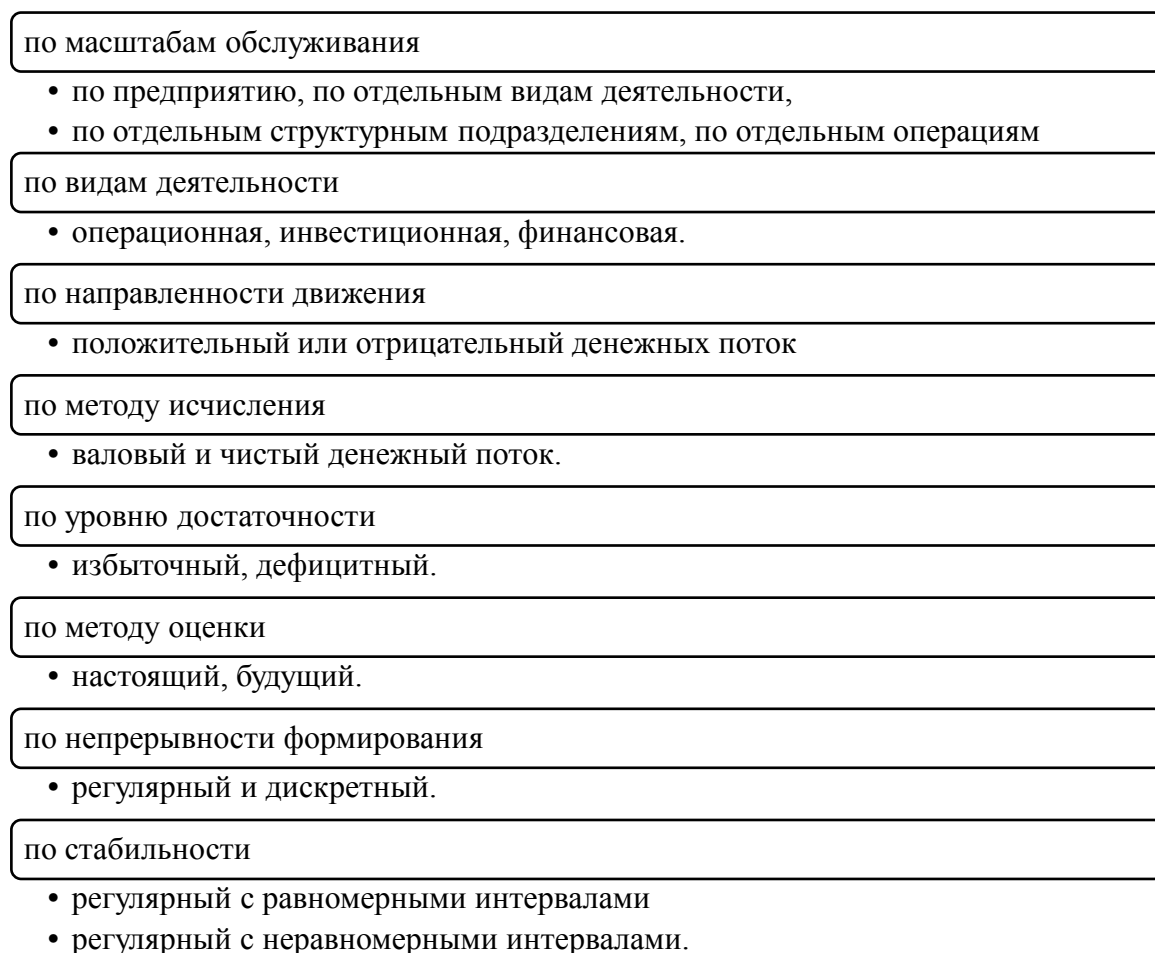 по масштабам обслуживания
• по предприятию, по отдельным видам деятельности,
• по отдельным структурным подразделениям, по отдельным операциям
по видам деятельности
• операционная, инвестиционная, финансовая.
по направленности движения
• положительный или отрицательный денежных поток
по методу исчисления
• валовый и чистый денежный поток.
по уровню достаточности
• избыточный, дефицитный.
по методу оценки
• настоящий, будущий.
по непрерывности формирования
• регулярный и дискретный.
по стабильности
• регулярный с равномерными интервалами
• регулярный с неравномерными интервалами.